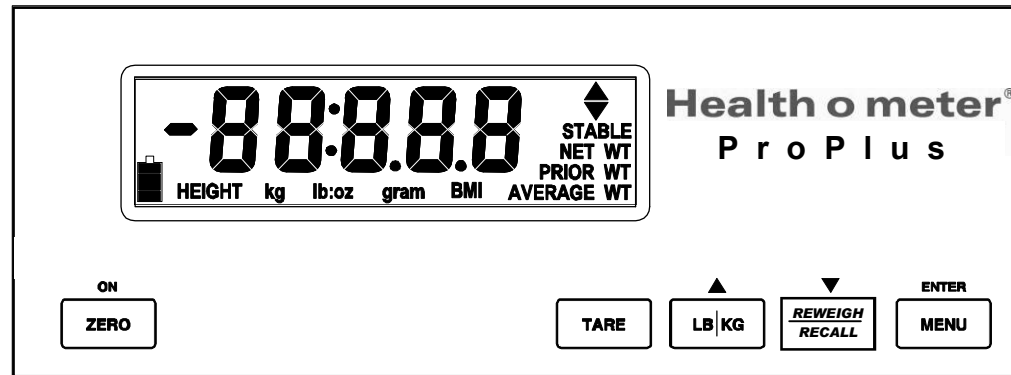 -88:8.8.8
STABLE
NET WT
PRIOR WT
AVERAGE WT
HEIGHT kg lb:oz gram BMI
Health o meter®
ProPlus
ON
ZERO
TARE
LB|KG
REWEIGH
RECALL
ENTER
MENU